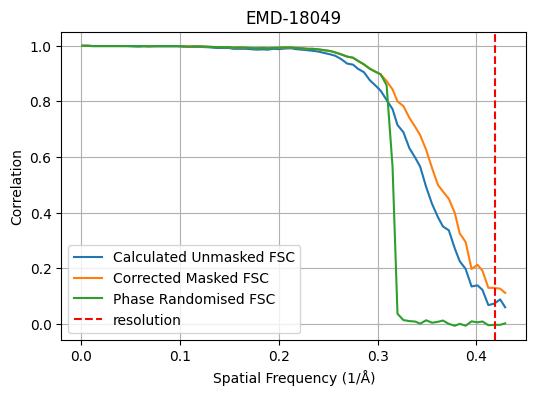 EMD-18049
1.0
0.8
0.6
0.4
0.2
0.0
Correlation
Calculated Unmasked FSC
Corrected Masked FSC
Phase Randomised FSC
resolution
0.0 0.1 0.2 0.3 0.4
Spatial Frequency (1/Å)